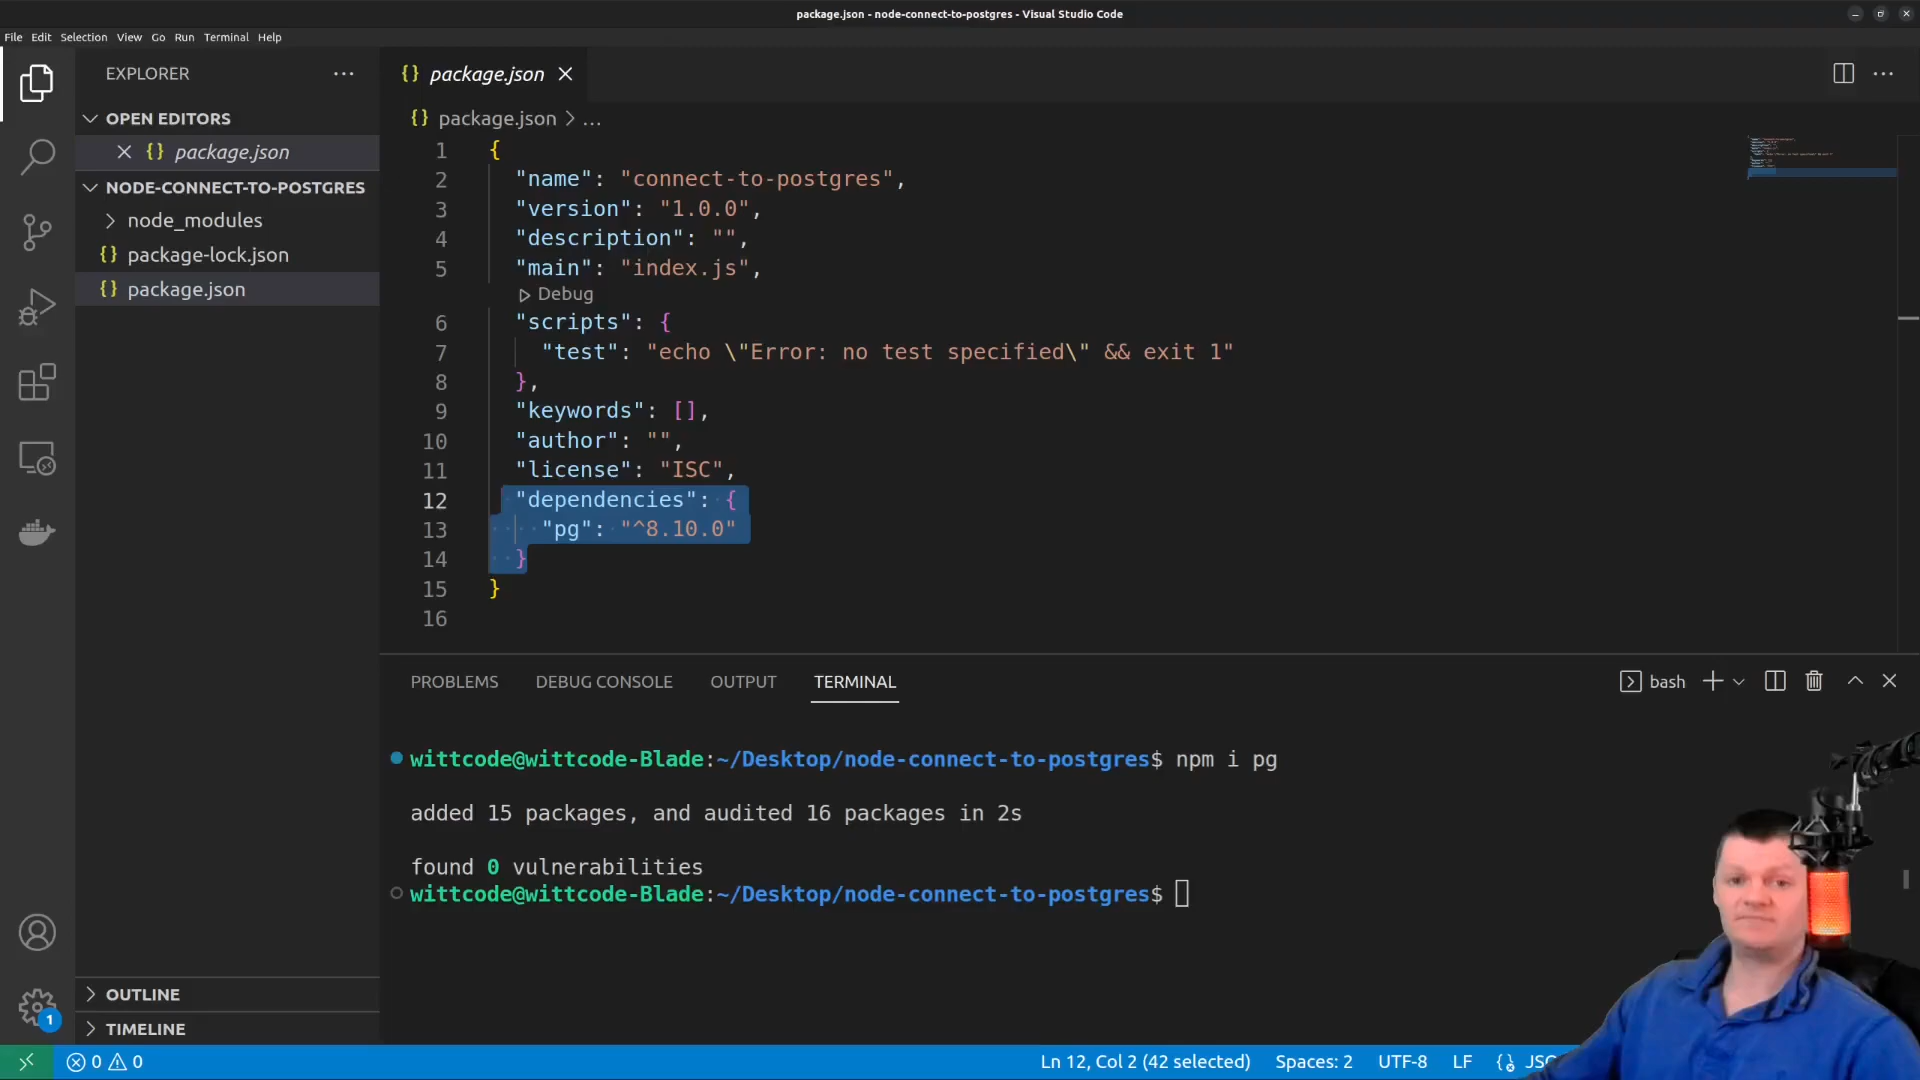 package.json - node-connect-to-postgres - Visual Studio Code
File Edit Selection View Go Run Terminal Help
EXPLORER
OPEN EDITORS
package.json
NODE-CONNECT-TO-POSTGRES
node_modules
package-lock.json
package.json
OUTLINE
TIMELINE
1
package.json
package.json > ...
1 {
2 "name": "connect-to-postgres",
3 "version": "1.0.0",
4 "description": "",
5 "main": "index.js",
Debug
6 "scripts": {
7 "test": "echo \"Error: no test specified\" && exit 1"
8 },
9 "keywords": [],
10 "author": "",
11 "license": "ISC",
12 "dependencies": {
13 "pg": "^8.10.0"
14 }
15 }
16
PROBLEMS DEBUG CONSOLE OUTPUT TERMINAL
bash
wittcode@wittcode-Blade:~/Desktop/node-connect-to-postgres$ npm i pg
added 15 packages, and audited 16 packages in 2s
found 0 vulnerabilities
wittcode@wittcode-Blade:~/Desktop/node-connect-to-postgres$
0 0
Ln 12, Col 2 (42 selected) Spaces: 2 UTF-8 LF